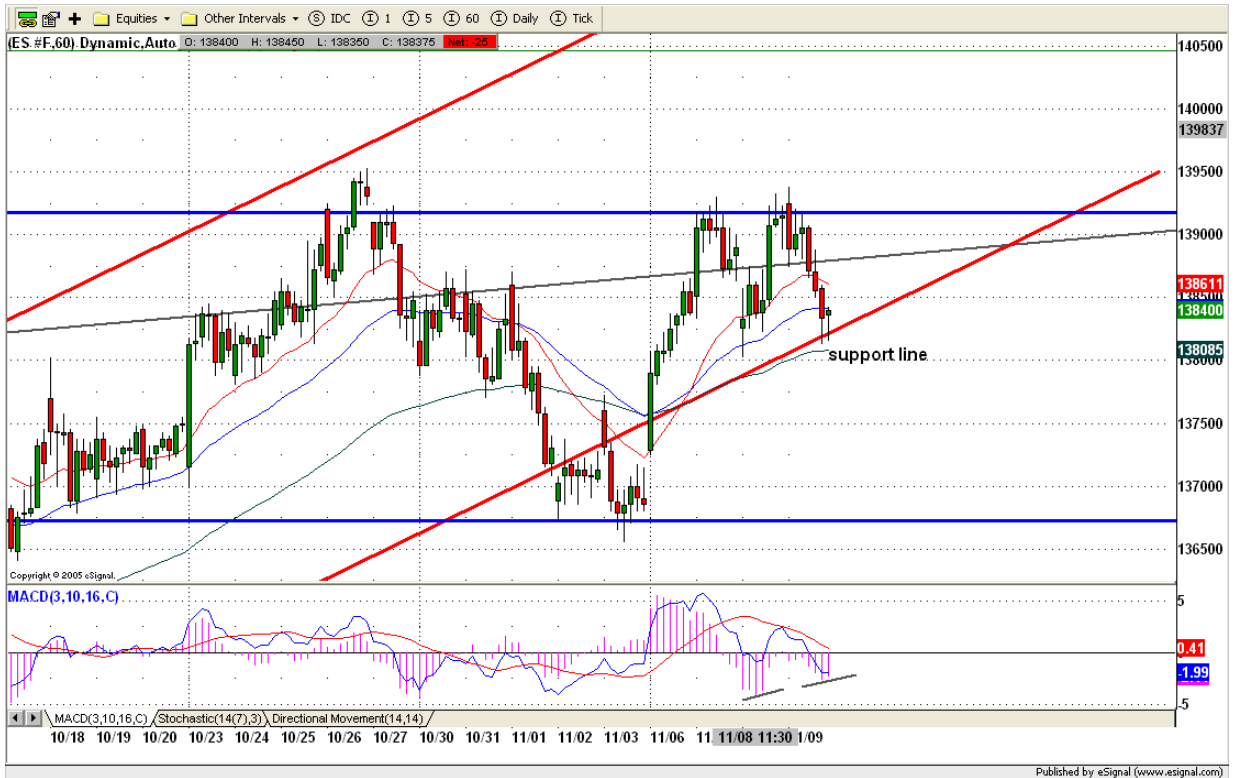 Equities Other Intervals S IDC I 1 I 5 I 60 I Daily I Tick
(ES #F,60) Dynamic,Auto O: 138400 H: 138450 L: 138350 C: 138375 Net: -25
140500
140000
139837
139500
139000
138611
138500
138400
138085
138000
support line
137500
137000
136500
Copyright © 2005 eSignal.
MACD(3,10,16,C)
5
0.41
-1.99
-5
MACD(3,10,16,C) Stochastic(14(7),3) Directional Movement(14,14)
10/18 10/19 10/20 10/23 10/24 10/25 10/26 10/27 10/30 10/31 11/01 11/02 11/03 11/06 11 11/08 11:30 1/09
Published by eSignal (www.esignal.com)